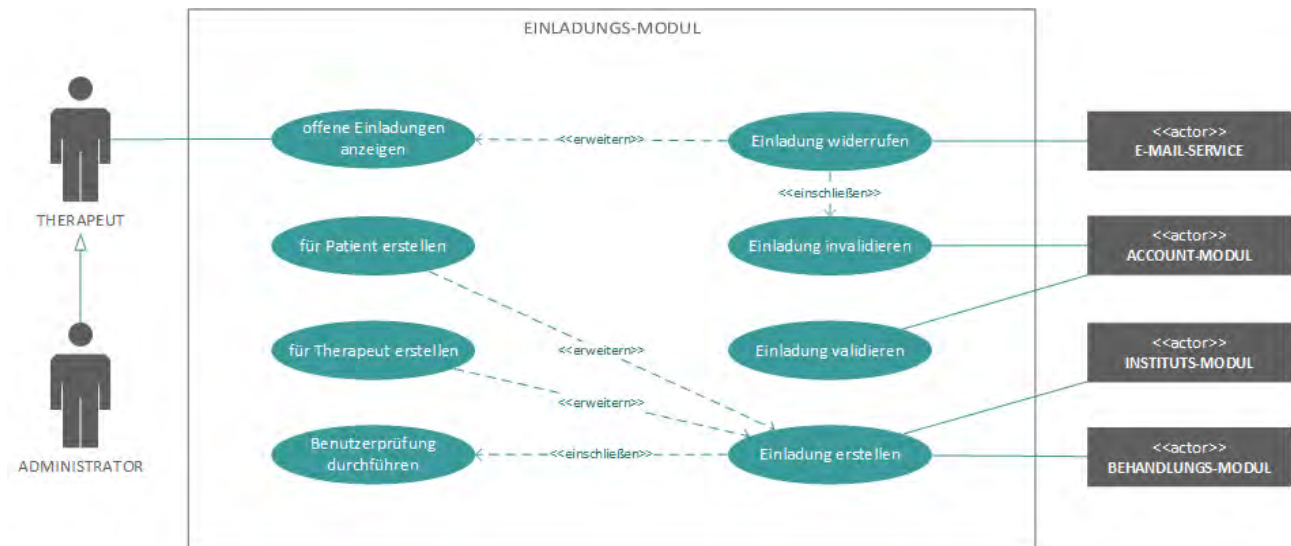 EINLADUNGS-MODUL
offene Einladungen
anzeigen
<<erweitern>>
Einladung widerrufen
<<actor>>
E-MAIL-SERVICE
THERAPEUT
<<einschließen>>
für Patient erstellen
Einladung invalidieren
<<actor>>
ACCOUNT-MODUL
für Therapeut erstellen
<<erweitern>>
Einladung validieren
<<actor>>
INSTITUTS-MODUL
<<erweitern>>
ADMINISTRATOR
Benutzerprüfung
durchführen
<<einschließen>>
Einladung erstellen
<<actor>>
BEHANDLUNGS-MODUL